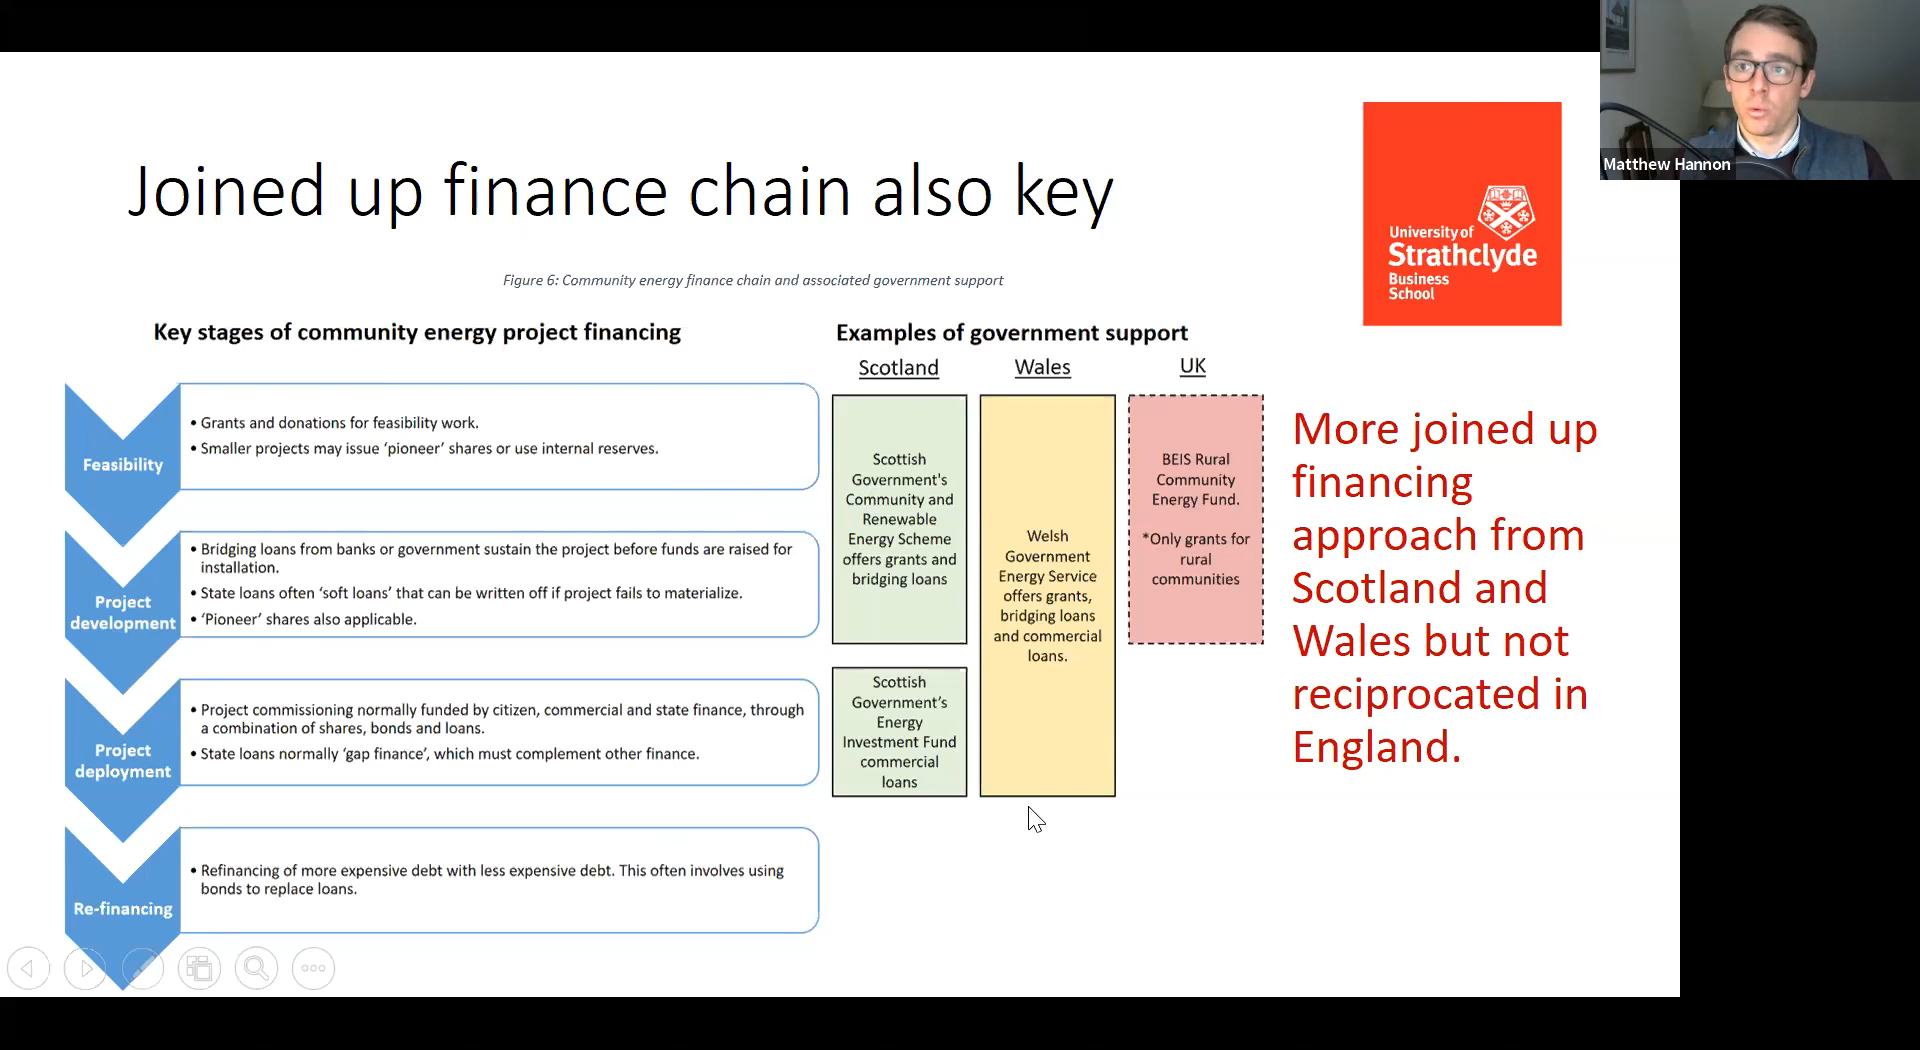 Joined up finance chain also key
Matthew Hannon
University of
Strathclyde
Business
School
Figure 6: Community energy finance chain and associated government support
Key stages of community energy project financing
Feasibility
• Grants and donations for feasibility work.
• Smaller projects may issue ‘pioneer’ shares or use internal reserves.
Project
development
• Bridging loans from banks or government sustain the project before funds are raised for
installation.
• State loans often ‘soft loans’ that can be written off if project fails to materialize.
• ‘Pioneer’ shares also applicable.
Project
deployment
• Project commissioning normally funded by citizen, commercial and state finance, through
a combination of shares, bonds and loans.
• State loans normally ‘gap finance’, which must complement other finance.
Re-financing
• Refinancing of more expensive debt with less expensive debt. This often involves using
bonds to replace loans.
Examples of government support
Scotland
Wales
UK
Scottish
Government's
Community and
Renewable
Energy Scheme
offers grants and
bridging loans
Scottish
Government’s
Energy
Investment Fund
commercial
loans
Welsh
Government
Energy Service
offers grants,
bridging loans
and commercial
loans.
BEIS Rural
Community
Energy Fund.
*Only grants for
rural
communities
More joined up
financing
approach from
Scotland and
Wales but not
reciprocated in
England.